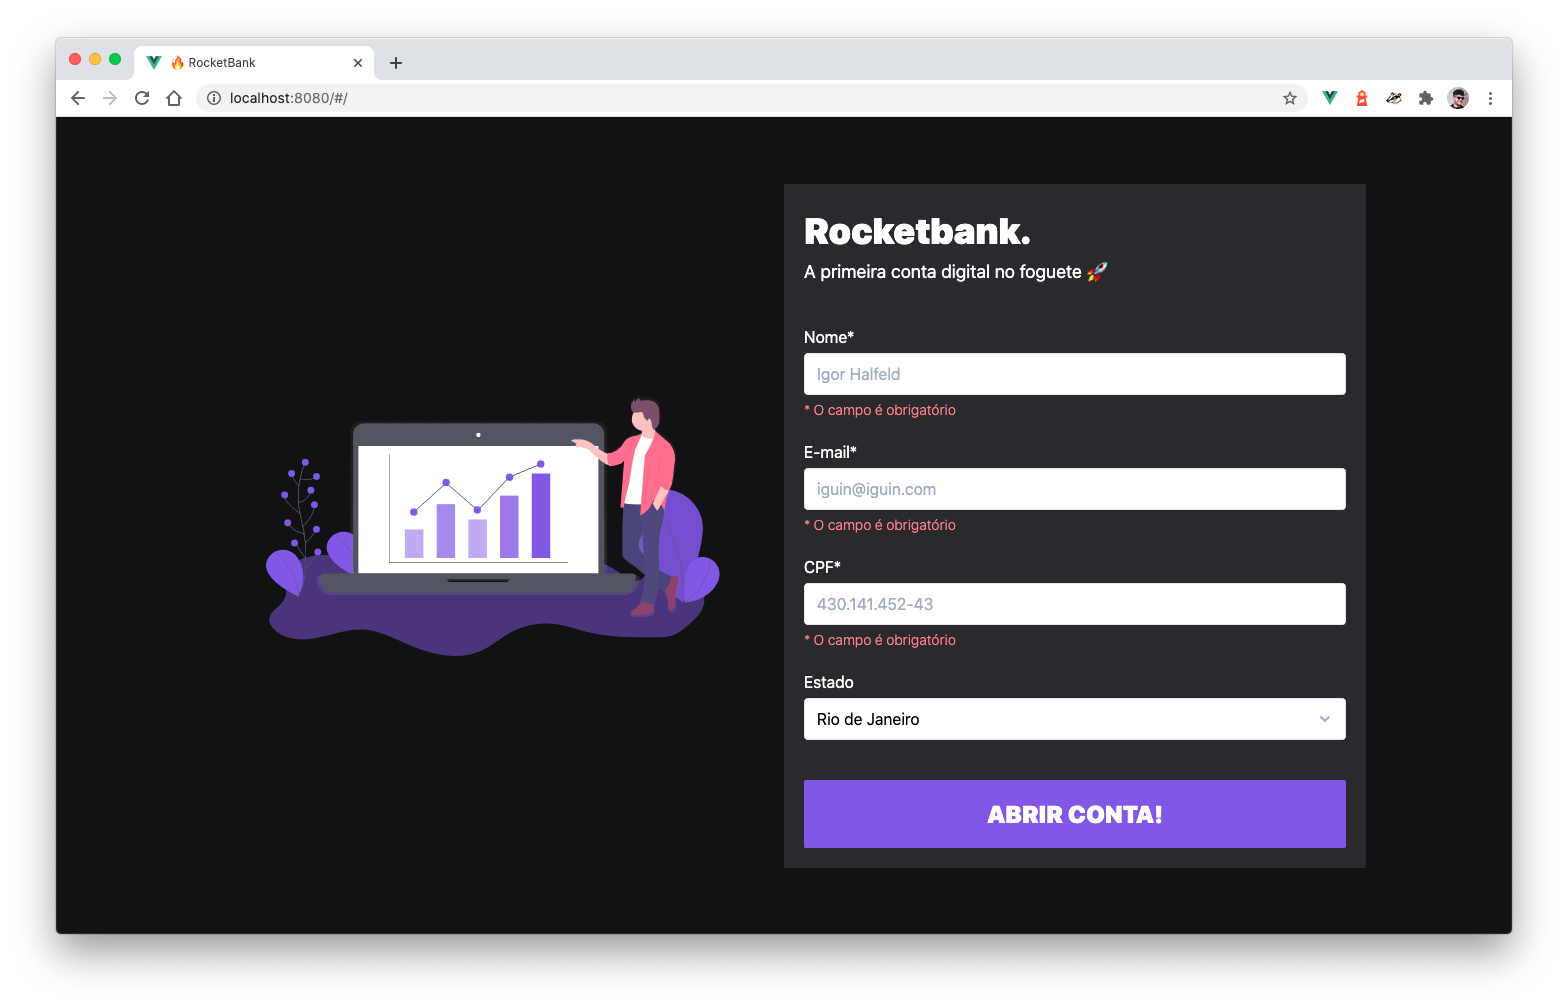 🔥 RocketBank
localhost:8080/#/
Rocketbank.
A primeira conta digital no foguete 🚀
Nome*
Igor Halfeld
* O campo é obrigatório
E-mail*
iguin@iguin.com
* O campo é obrigatório
CPF*
430.141.452-43
* O campo é obrigatório
Estado
Rio de Janeiro
ABRIR CONTA!